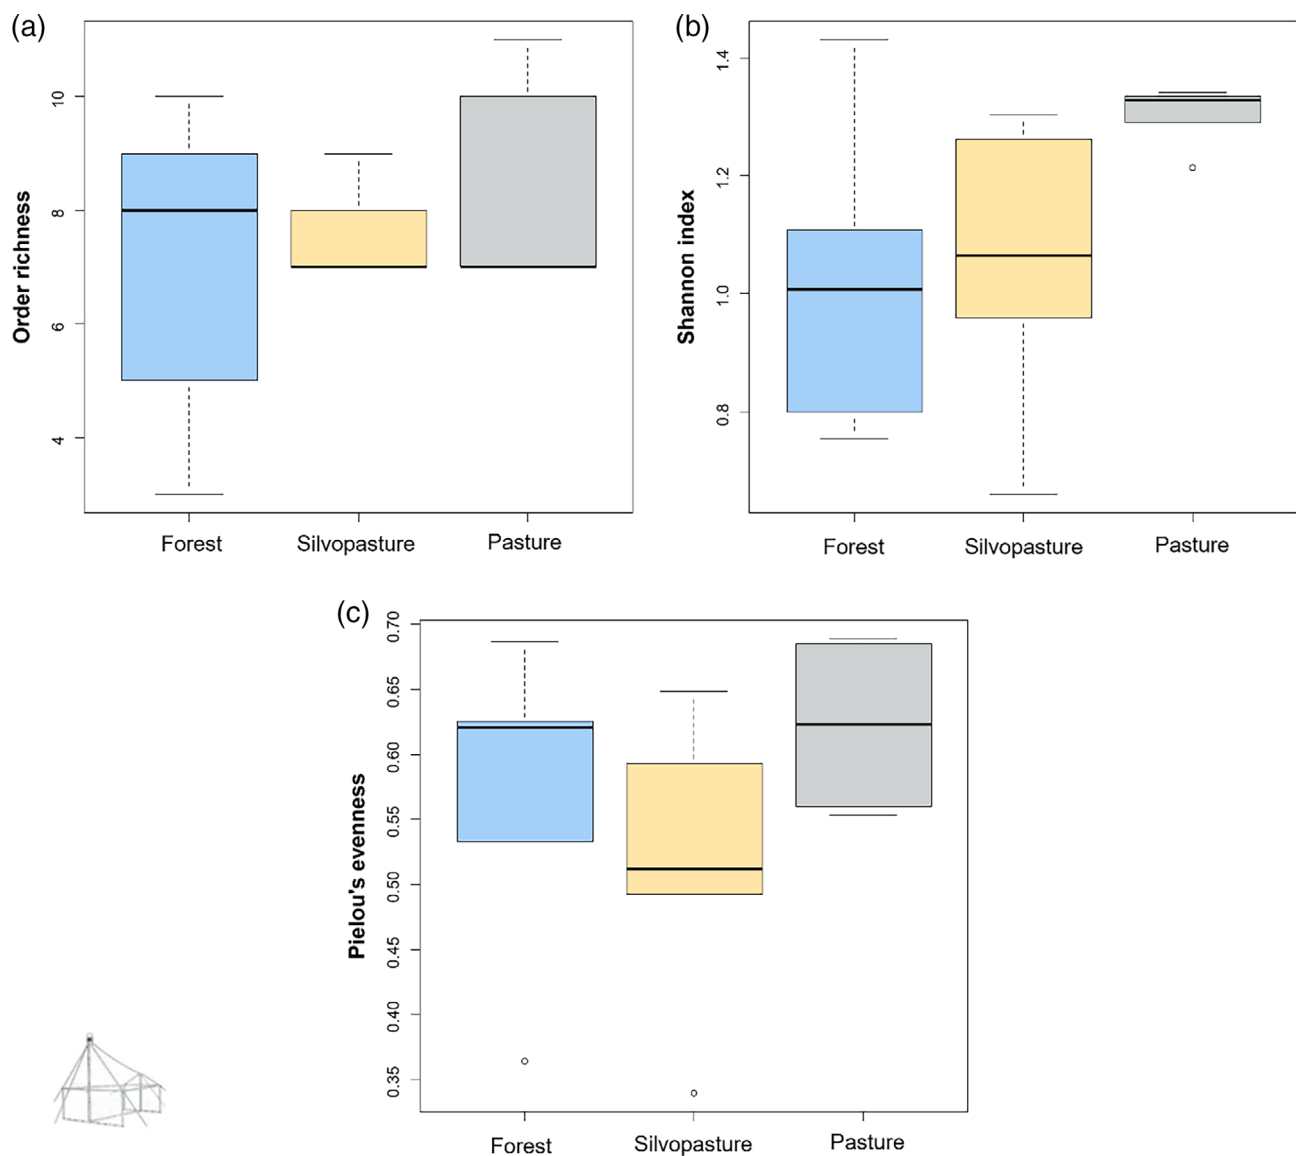 (a)
Order richness
10
8
6
4
Forest Silvopasture Pasture
(b)
Shannon index
1.4
1.2
1.0
0.8
Forest Silvopasture Pasture
(c)
Pielou's evenness
0.70
0.65
0.60
0.55
0.50
0.45
0.40
0.35
Forest Silvopasture Pasture